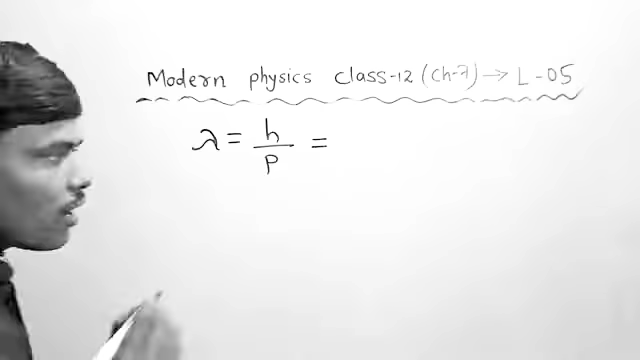 Modern physics class-12 (Ch-7) → L-05
λ = h/p =